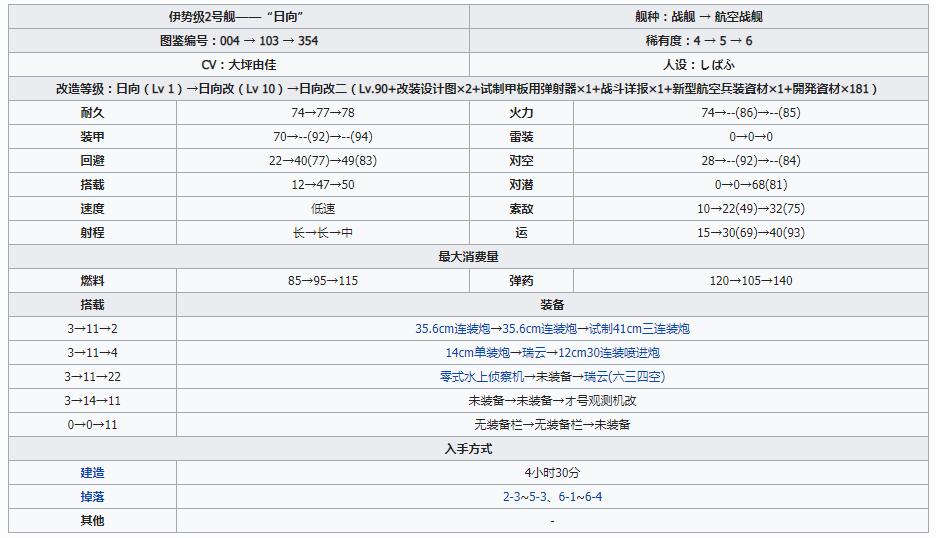 伊势级2号舰——“日向” 舰种：战舰 → 航空战舰
图鉴编号：004 → 103 → 354 稀有度：4 → 5 → 6
CV：大坪由佳 人设：しばふ
改造等级：日向（Lv 1）→日向改（Lv 10）→日向改二（Lv.90+改装设计图×2+试制甲板用弹射器×1+战斗详报×1+新型航空兵装資材×1+開発資材×181）
耐久 74→77→78 火力 74→--(86)→--(85)
装甲 70→--(92)→--(94) 雷装 0→0→0
回避 22→40(77)→49(83) 对空 28→--(92)→--(84)
搭载 12→47→50 对潜 0→0→68(81)
速度 低速 索敌 10→22(49)→32(75)
射程 长→长→中 运 15→30(69)→40(93)
最大消费量
燃料 85→95→115 弹药 120→105→140
搭载 装备
3→11→2 35.6cm连装炮→35.6cm连装炮→试制41cm三连装炮
3→11→4 14cm单装炮→瑞云→12cm30连装喷进炮
3→11→22 零式水上侦察机→未装备→瑞云(六三四空)
3→14→11 未装备→未装备→オ号观测机改
0→0→11 无装备栏→无装备栏→未装备
入手方式
建造 4小时30分
掉落 2-3~5-3、6-1~6-4
其他 -